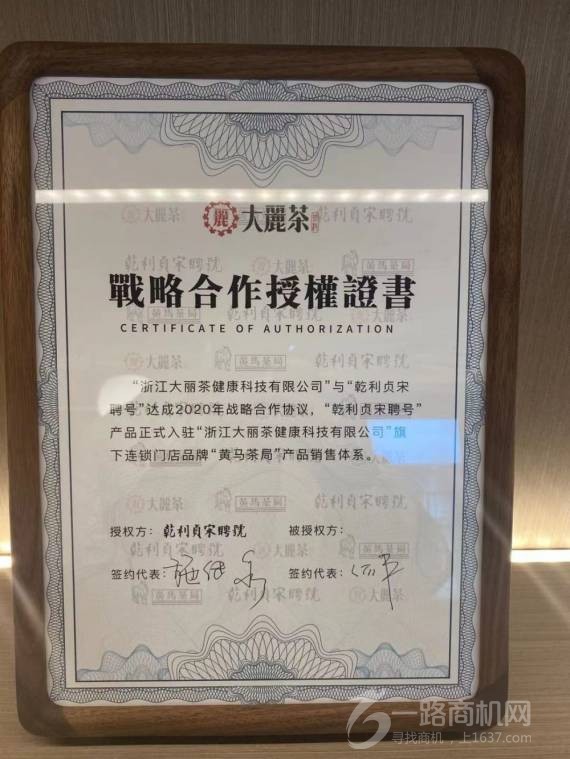 麗 大麗茶
戰略合作授權證書
CERTIFICATE OF AUTHORIZATION
“浙江大丽茶健康科技有限公司”与“乾利贞宋
聘号”达成2020年战略合作协议，“乾利贞宋聘号”
产品正式入驻“浙江大丽茶健康科技有限公司”旗
下连锁门店品牌“黄马茶局”产品销售体系。
授权方：乾利貞宋聘號 被授权方：
签约代表： 签约代表：
一路商机网
寻找商机，上1637.com